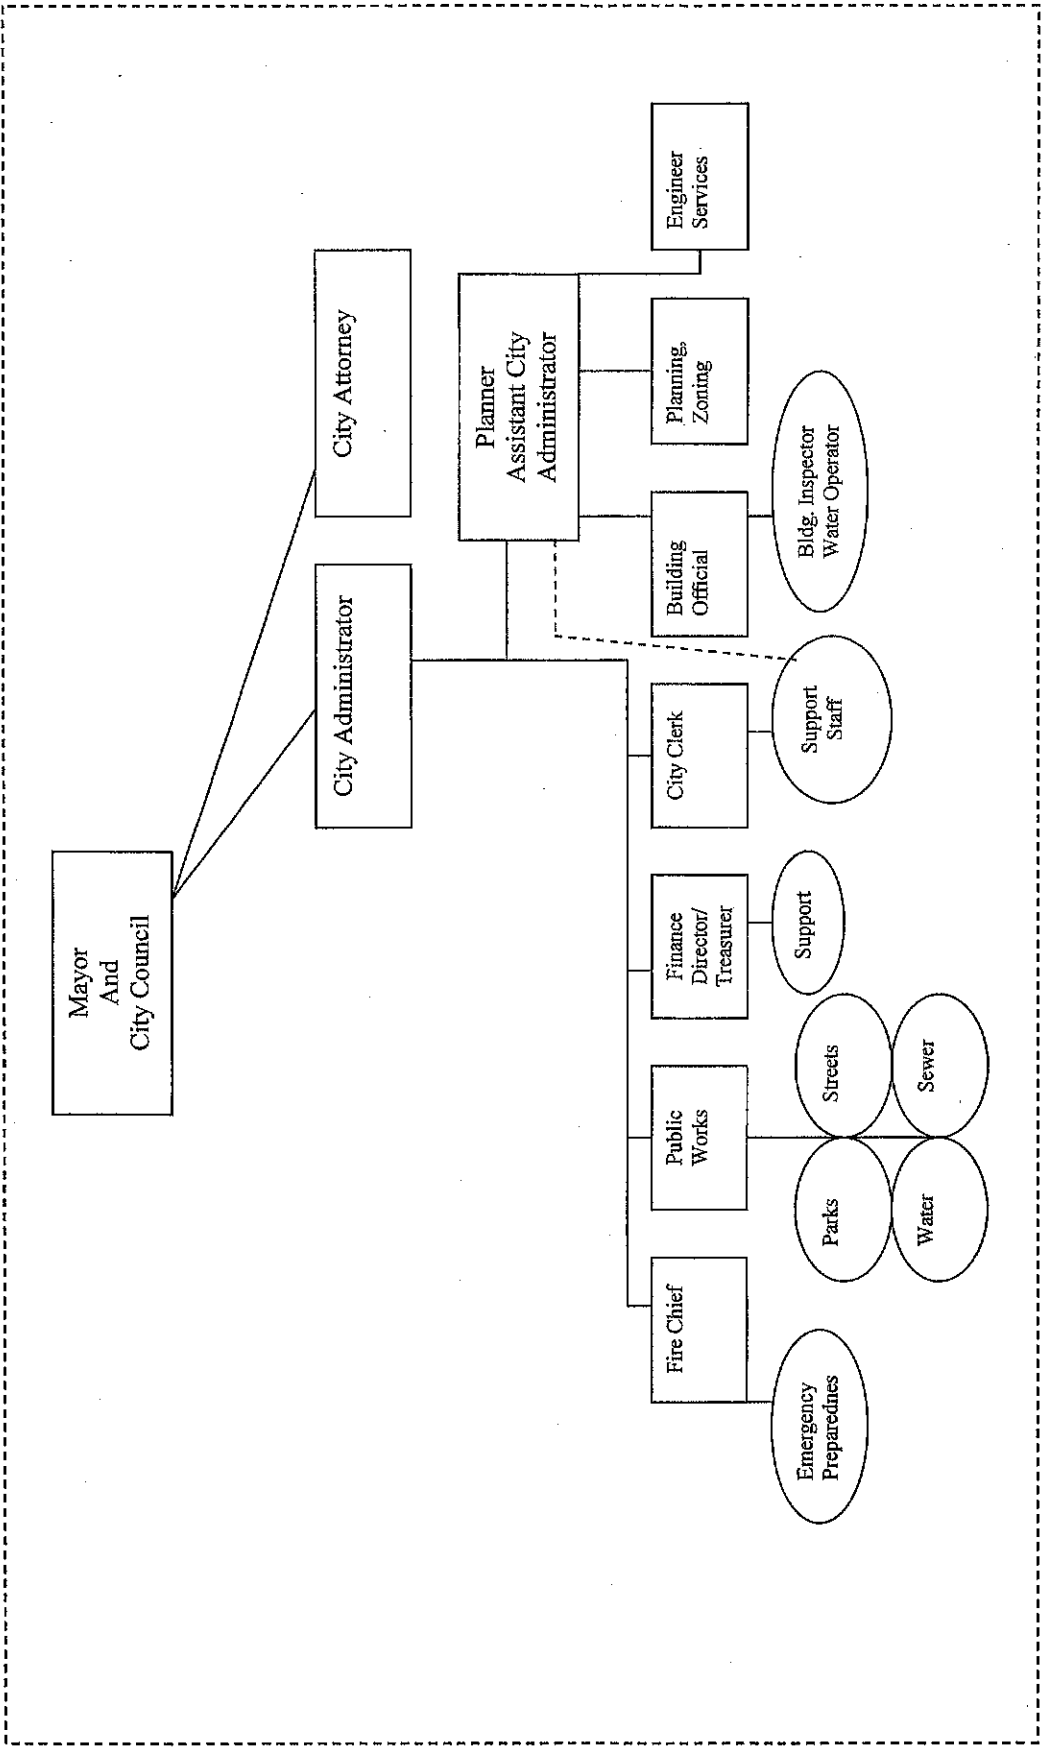 Mayor
And
City Council
City Administrator
City Attorney
Planner
Assistant City
Administrator
Fire Chief
Public
Works
Finance
Director/
Treasurer
City Clerk
Building
Official
Planning,
Zoning
Engineer
Services
Emergency
Preparednes
Parks
Streets
Water
Sewer
Support
Support
Staff
Bldg. Inspector
Water Operator